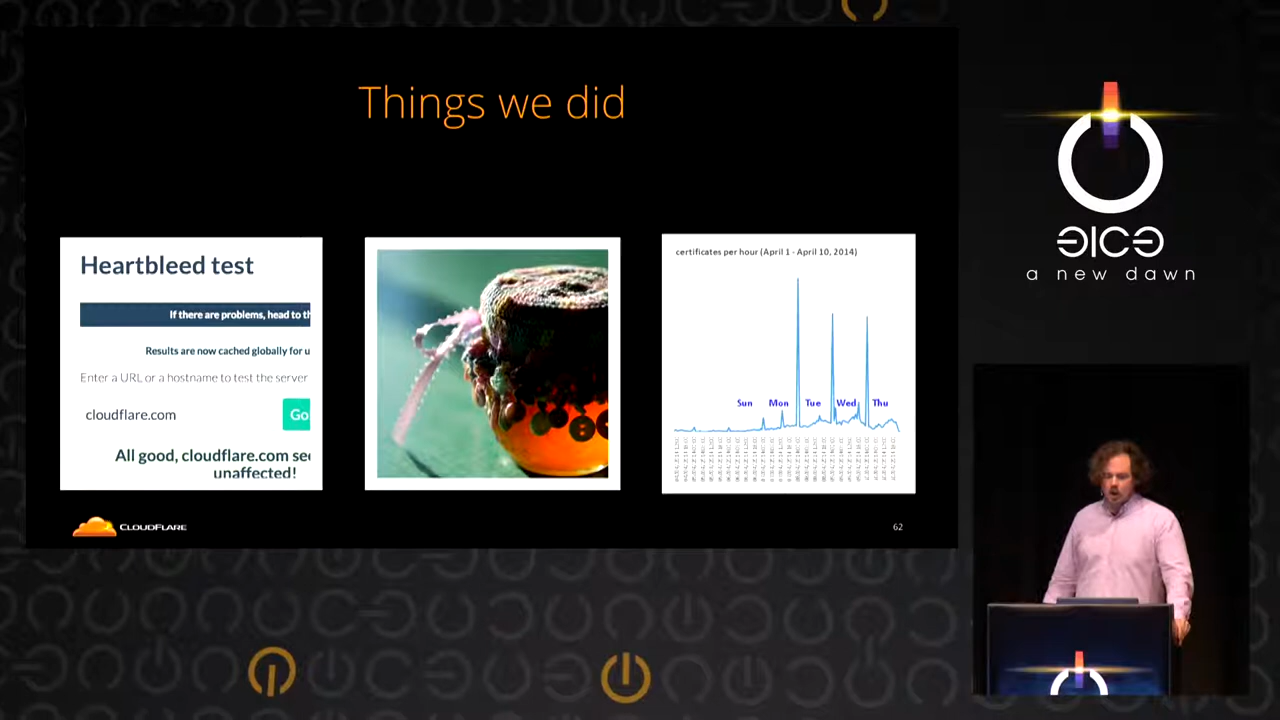 Things we did
Heartbleed test
If there are problems, head to th
Results are now cached globally for u
Enter a URL or a hostname to test the server
cloudflare.com
Go
All good, cloudflare.com see
unaffected!
certificates per hour (April 1 - April 10, 2014)
Sun Mon Tue Wed Thu
CLOUDFLARE
62
a new dawn